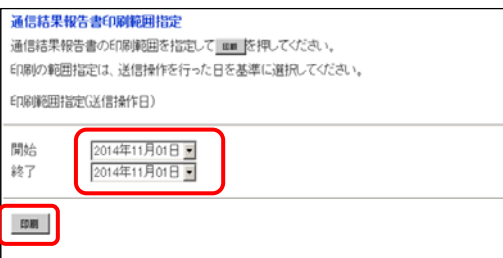 通信結果報告書印刷範囲指定
通信結果報告書の印刷範囲を指定して 印刷 を押してください。
印刷の範囲指定は、送信操作を行った日を基準に選択してください。
印刷範囲指定(送信操作日)
開始 2014年11月01日
終了 2014年11月01日
印刷